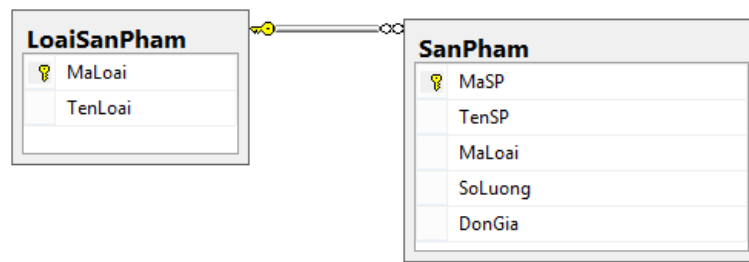 LoaiSanPham
MaLoai
TenLoai
SanPham
MaSP
TenSP
MaLoai
SoLuong
DonGia